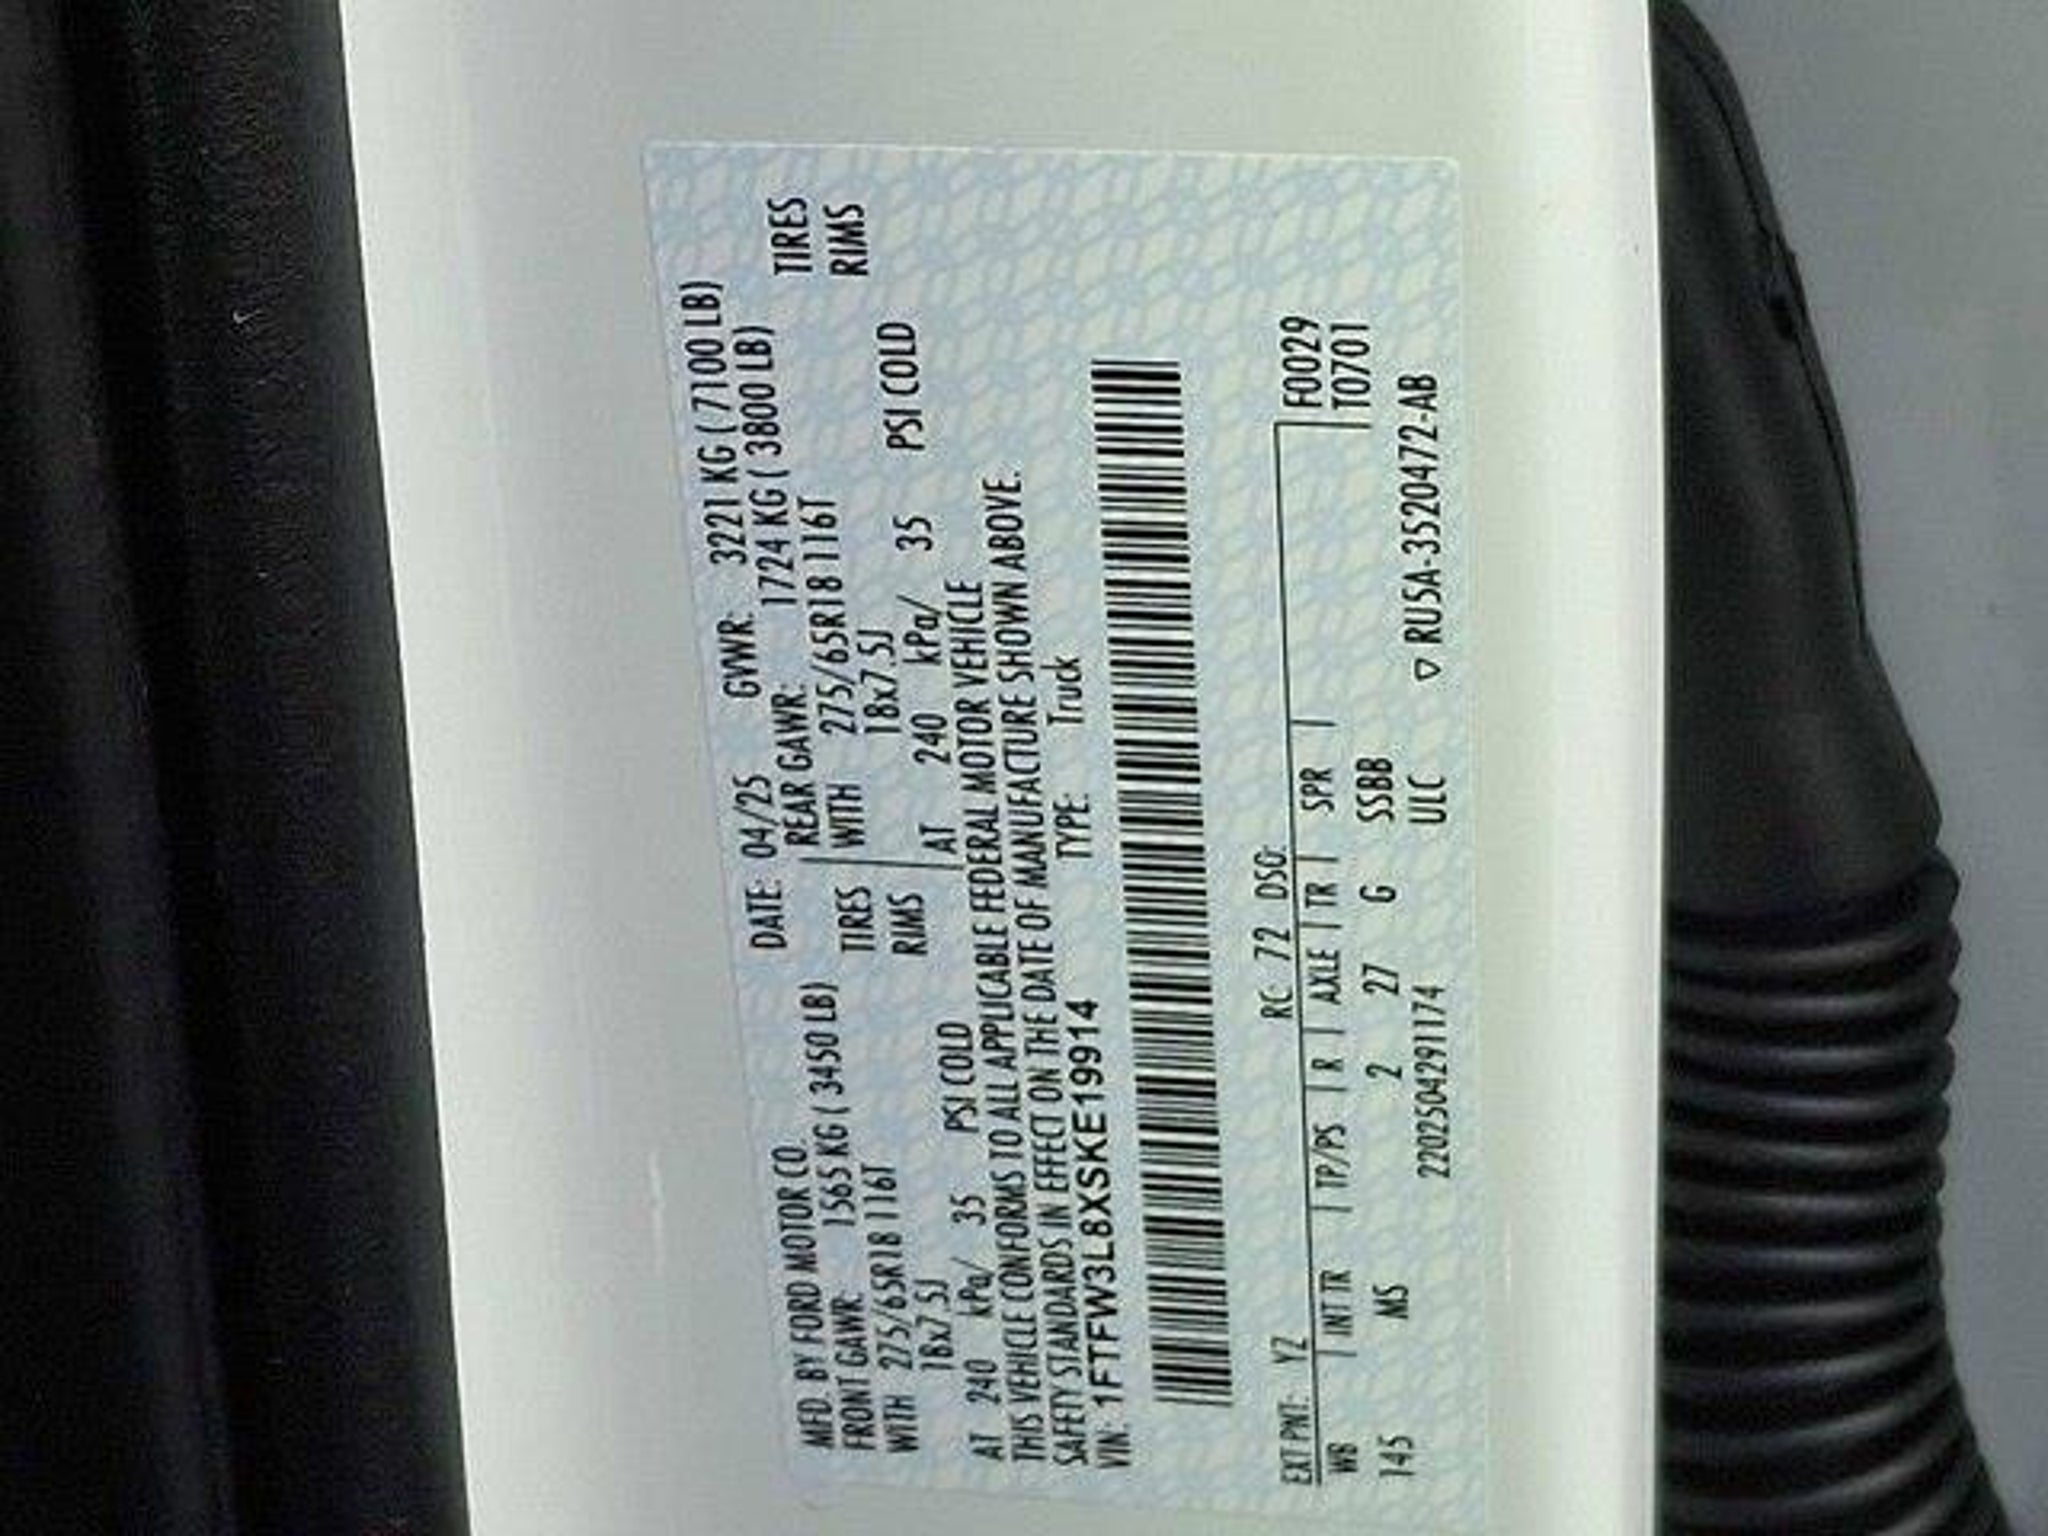 MFD. BY FORD MOTOR CO. DATE: 04/25 GVWR: 3221 KG ( 7100 LB)
FRONT GAWR: 1565 KG ( 3450 LB) REAR GAWR: 1724 KG ( 3800 LB)
WITH 275/65R18 116T TIRES WITH 275/65R18 116T TIRES
18x7.5J RIMS 18x7.5J RIMS
AT 240 kPa/ 35 PSI COLD AT 240 kPa/ 35 PSI COLD
THIS VEHICLE CONFORMS TO ALL APPLICABLE FEDERAL MOTOR VEHICLE
SAFETY STANDARDS IN EFFECT ON THE DATE OF MANUFACTURE SHOWN ABOVE.
VIN: 1FTFW3L8XSKE19914 TYPE: Truck
EXT PNT: YZ RC: 72 DSO: F0029
WB INT TR TP/PS R AXLE TR SPR T0701
145 MS 2 27 G SSBB
2202504291174 ULC ▽ RU5A-3520472-AB